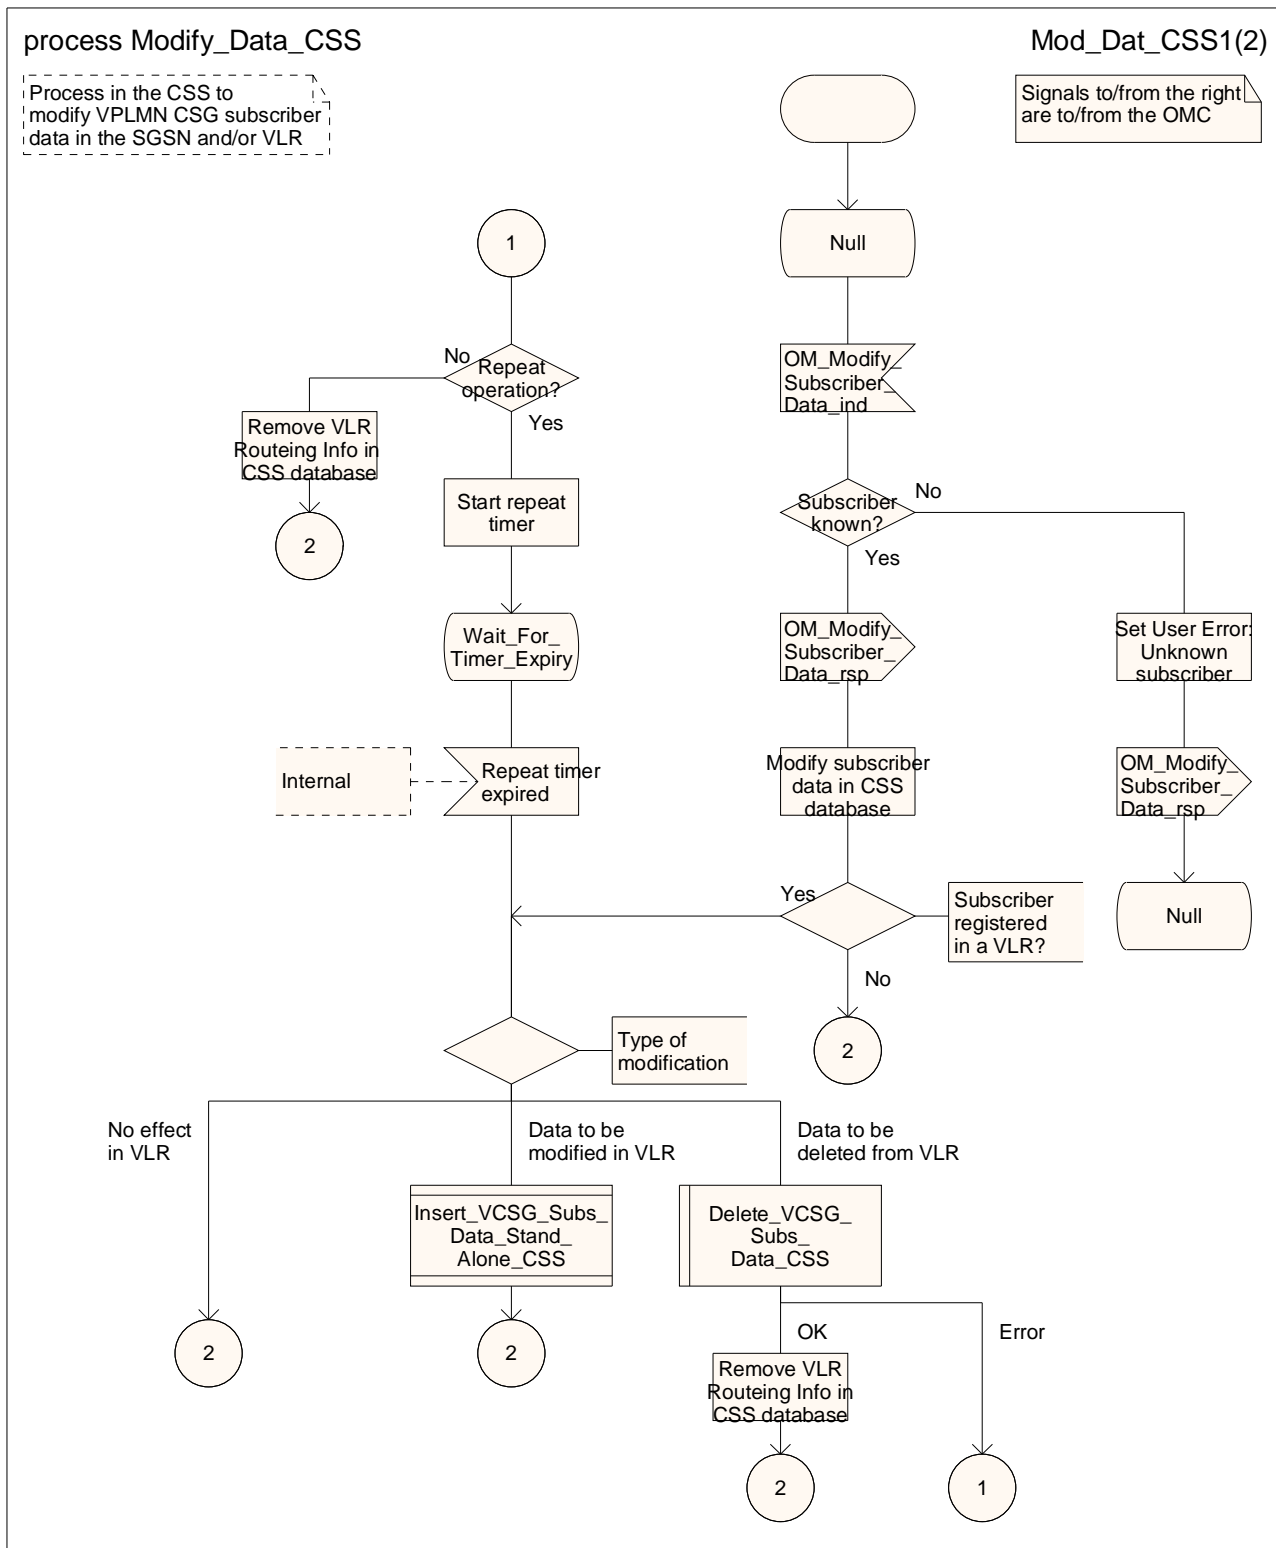 process Modify_Data_CSS
Mod_Dat_CSS1(2)
Process in the CSS to
modify VPLMN CSG subscriber
data in the SGSN and/or VLR
Signals to/from the right
are to/from the OMC
1
Null
No
Repeat
operation?
Yes
OM_Modify_
Subscriber_
Data_ind
Remove VLR
Routeing Info in
CSS database
2
Start repeat
timer
Subscriber
known?
No
Yes
Wait_For_
Timer_Expiry
OM_Modify_
Subscriber_
Data_rsp
Set User Error:
Unknown
subscriber
Internal
Repeat timer
expired
Modify subscriber
data in CSS
database
OM_Modify_
Subscriber_
Data_rsp
Yes
Subscriber
registered
in a VLR?
Null
No
Type of
modification
2
No effect
in VLR
Data to be
modified in VLR
Data to be
deleted from VLR
Insert_VCSG_Subs_
Data_Stand_
Alone_CSS
Delete_VCSG_
Subs_
Data_CSS
2
2
OK
Error
Remove VLR
Routeing Info in
CSS database
2
1